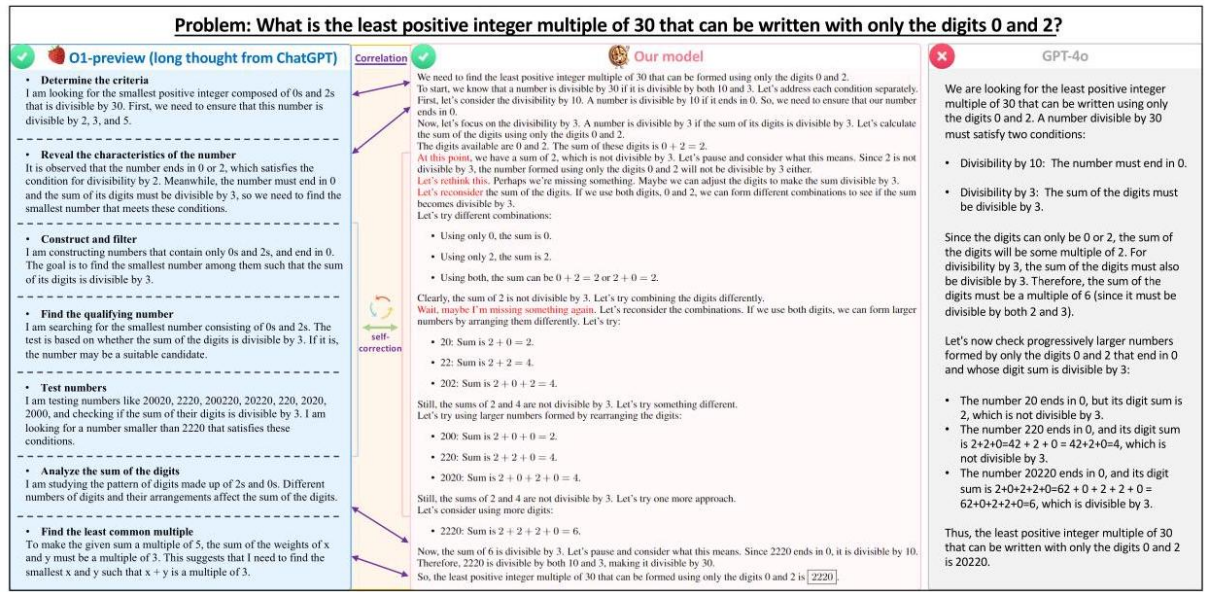 Problem: What is the least positive integer multiple of 30 that can be written with only the digits 0 and 2?
O1-preview (long thought from ChatGPT)
• Determine the criteria
I am looking for the smallest positive integer composed of 0s and 2s
that is divisible by 30. First, we need to ensure that this number is
divisible by 2, 3, and 5.
• Reveal the characteristics of the number
It is observed that the number ends in 0 or 2, which satisfies the
condition for divisibility by 2. Meanwhile, the number must end in 0
and the sum of its digits must be divisible by 3, so we need to find the
smallest number that meets these conditions.
• Construct and filter
I am constructing numbers that contain only 0s and 2s, and end in 0.
The goal is to find the smallest number among them such that the sum
of its digits is divisible by 3.
• Find the qualifying number
I am searching for the smallest number consisting of 0s and 2s. The
test is based on whether the sum of the digits is divisible by 3. If it is,
the number may be a suitable candidate.
• Test numbers
I am testing numbers like 20020, 2220, 200220, 20220, 220, 2020,
2000, and checking if the sum of their digits is divisible by 3. I am
looking for a number smaller than 2220 that satisfies these
conditions.
• Analyze the sum of the digits
I am studying the pattern of digits made up of 2s and 0s. Different
numbers of digits and their arrangements affect the sum of the digits.
• Find the least common multiple
To make the given sum a multiple of 5, the sum of the weights of x
and y must be a multiple of 3. This suggests that I need to find the
smallest x and y such that x + y is a multiple of 3.
Correlation
self-
correction
Our model
We need to find the least positive integer multiple of 30 that can be formed using only the digits 0 and 2.
To start, we know that a number is divisible by 30 if it is divisible by both 10 and 3. Let's address each condition separately.
First, let's consider the divisibility by 10. A number is divisible by 10 if it ends in 0. So, we need to ensure that our number
ends in 0.
Now, let's focus on the divisibility by 3. A number is divisible by 3 if the sum of its digits is divisible by 3. Let's calculate
the sum of the digits using only the digits 0 and 2.
The digits available are 0 and 2. The sum of these digits is 0 + 2 = 2.
At this point, we have a sum of 2, which is not divisible by 3. Let's pause and consider what this means. Since 2 is not
divisible by 3, the number formed using only the digits 0 and 2 will not be divisible by 3 either.
Let's rethink this. Perhaps we're missing something. Maybe we can adjust the digits to make the sum divisible by 3.
Let's reconsider the sum of the digits. If we use both digits, 0 and 2, we can form different combinations to see if the sum
becomes divisible by 3.
Let's try different combinations:
• Using only 0, the sum is 0.
• Using only 2, the sum is 2.
• Using both, the sum can be 0 + 2 = 2 or 2 + 0 = 2.
Clearly, the sum of 2 is not divisible by 3. Let's try combining the digits differently.
Wait, maybe I'm missing something again. Let's reconsider the combinations. If we use both digits, we can form larger
numbers by arranging them differently. Let's try:
• 20: Sum is 2 + 0 = 2.
• 22: Sum is 2 + 2 = 4.
• 202: Sum is 2 + 0 + 2 = 4.
Still, the sums of 2 and 4 are not divisible by 3. Let's try something different.
Let's try using larger numbers formed by rearranging the digits:
• 200: Sum is 2 + 0 + 0 = 2.
• 220: Sum is 2 + 2 + 0 = 4.
• 2020: Sum is 2 + 0 + 2 + 0 = 4.
Still, the sums of 2 and 4 are not divisible by 3. Let's try one more approach.
Let's consider using more digits:
• 2220: Sum is 2 + 2 + 2 + 0 = 6.
Now, the sum of 6 is divisible by 3. Let's pause and consider what this means. Since 2220 ends in 0, it is divisible by 10.
Therefore, 2220 is divisible by both 10 and 3, making it divisible by 30.
So, the least positive integer multiple of 30 that can be formed using only the digits 0 and 2 is 2220.
GPT-4o
We are looking for the least positive integer
multiple of 30 that can be written using only
the digits 0 and 2. A number divisible by 30
must satisfy two conditions:
• Divisibility by 10: The number must end in 0.
• Divisibility by 3: The sum of the digits must
be divisible by 3.
Since the digits can only be 0 or 2, the sum of
the digits will be some multiple of 2. For
divisibility by 3, the sum of the digits must also
be divisible by 3. Therefore, the sum of the
digits must be a multiple of 6 (since it must be
divisible by both 2 and 3).
Let's now check progressively larger numbers
formed by only the digits 0 and 2 that end in 0
and whose digit sum is divisible by 3:
• The number 20 ends in 0, but its digit sum is
2, which is not divisible by 3.
• The number 220 ends in 0, and its digit sum
is 2+2+0=42 + 2 + 0 = 42+2+0=4, which is
not divisible by 3.
• The number 20220 ends in 0, and its digit
sum is 2+0+2+2+0=62 + 0 + 2 + 2 + 0 =
62+0+2+2+0=6, which is divisible by 3.
Thus, the least positive integer multiple of 30
that can be written with only the digits 0 and 2
is 20220.